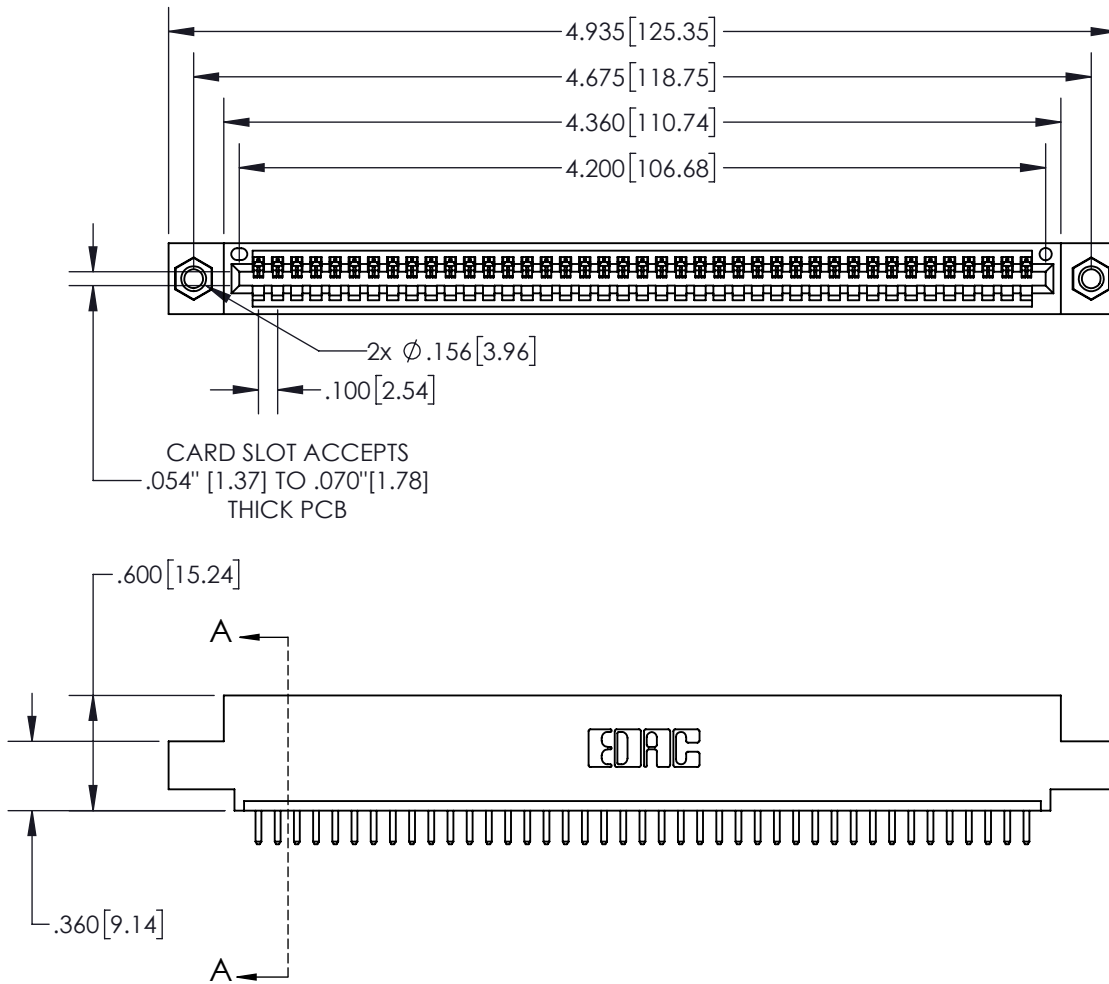 4.935[125.35]
4.675[118.75]
4.360[110.74]
4.200[106.68]
2x Ø.156[3.96]
.100[2.54]
CARD SLOT ACCEPTS
.054" [1.37] TO .070"[1.78]
THICK PCB
.600[15.24]
A
EDAC
.360[9.14]
A